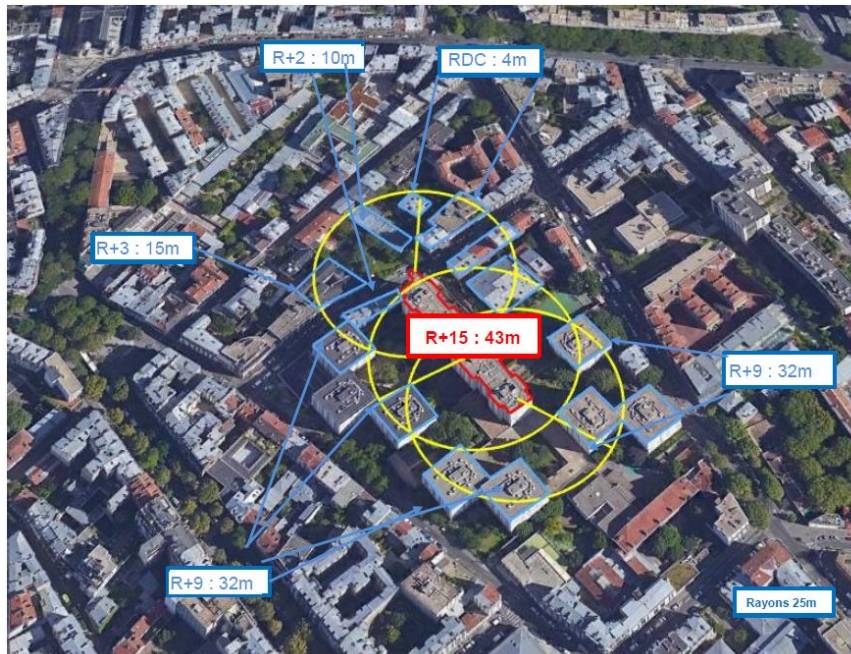 R+2 : 10m
RDC : 4m
R+3 : 15m
R+15 : 43m
R+9 : 32m
R+9 : 32m
Rayons 25m